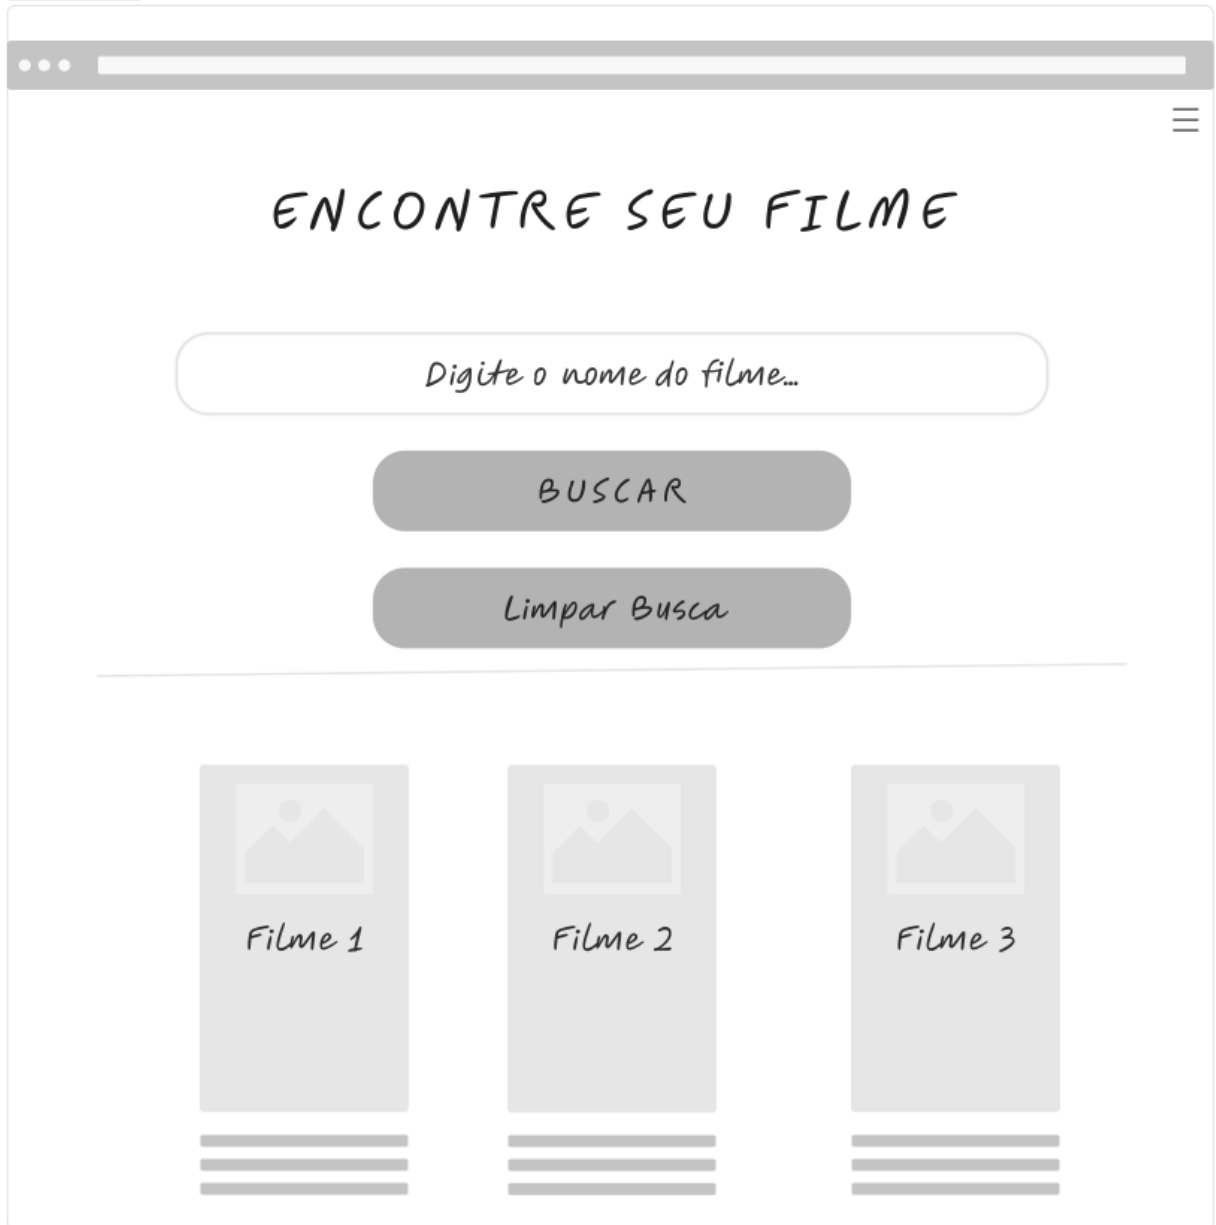 ENCONTRE SEU FILME
Digite o nome do filme...
BUSCAR
Limpar Busca
Filme 1
Filme 2
Filme 3